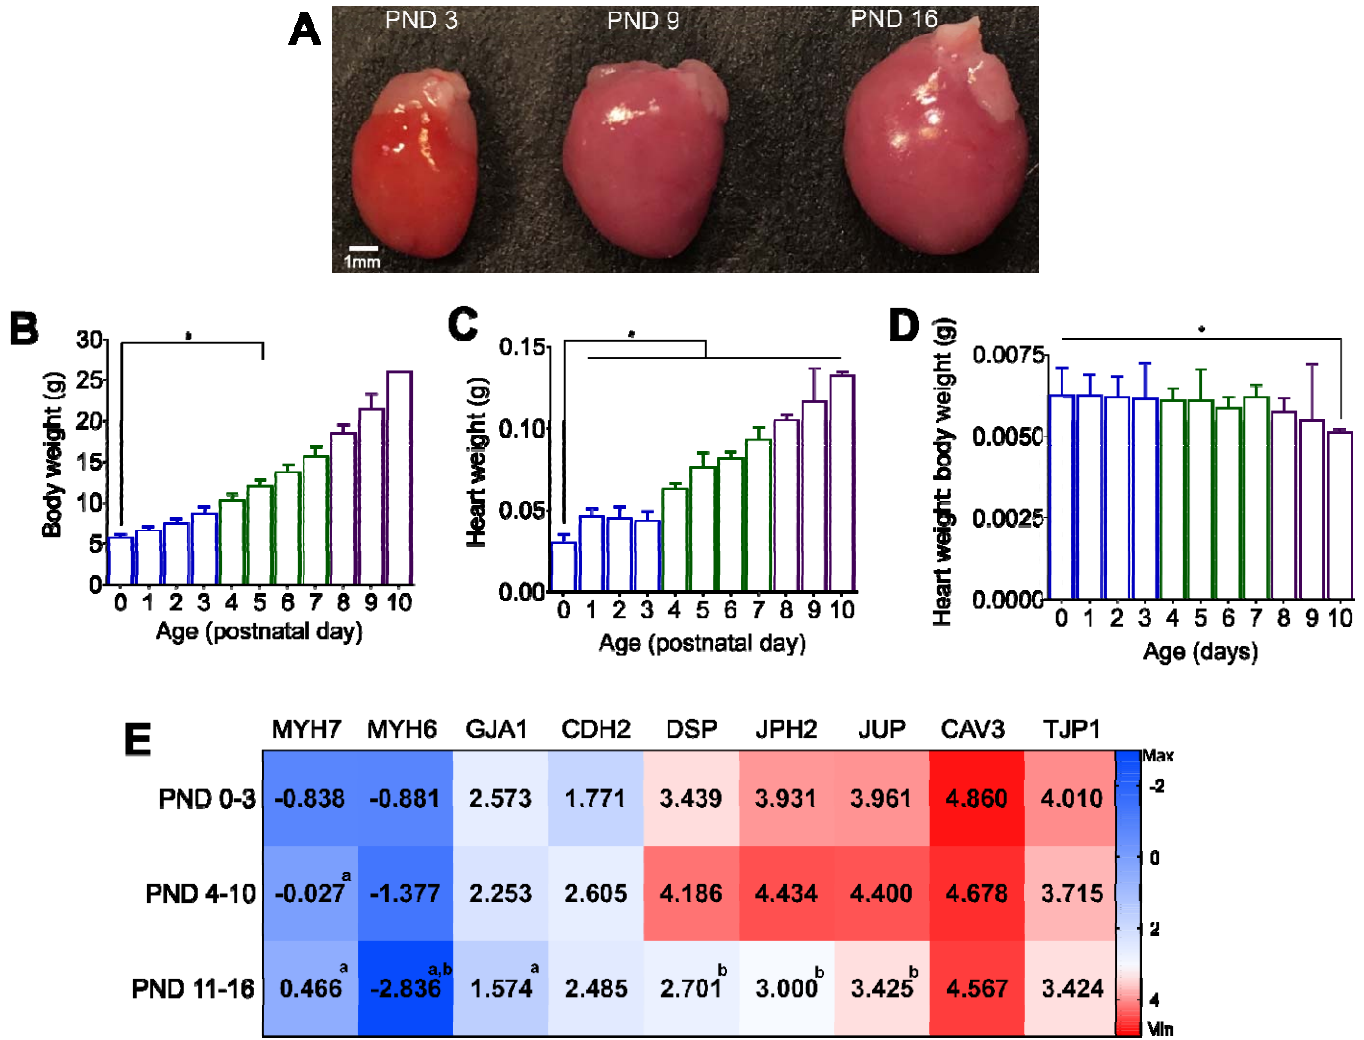 A
PND 3 PND 9 PND 16
1mm
B
Body weight (g)
30
25
20
15
10
5
0
*
0 1 2 3 4 5 6 7 8 9 10
Age (postnatal day)
C
Heart weight (g)
0.15
0.10
0.05
0.00
*
0 1 2 3 4 5 6 7 8 9 10
Age (postnatal day)
D
Heart weight: body weight (g)
0.0075
0.0050
0.0025
0.0000
*
0 1 2 3 4 5 6 7 8 9 10
Age (days)
E
MYH7 MYH6 GJA1 CDH2 DSP JPH2 JUP CAV3 TJP1
PND 0-3 -0.838 -0.881 2.573 1.771 3.439 3.931 3.961 4.860 4.010
PND 4-10 -0.027 a -1.377 2.253 2.605 4.186 4.434 4.400 4.678 3.715
PND 11-16 0.466 a -2.836 a,b 1.574 a 2.485 2.701 b 3.000 b 3.425 b 4.567 3.424
Max
-2
0
2
4
Min